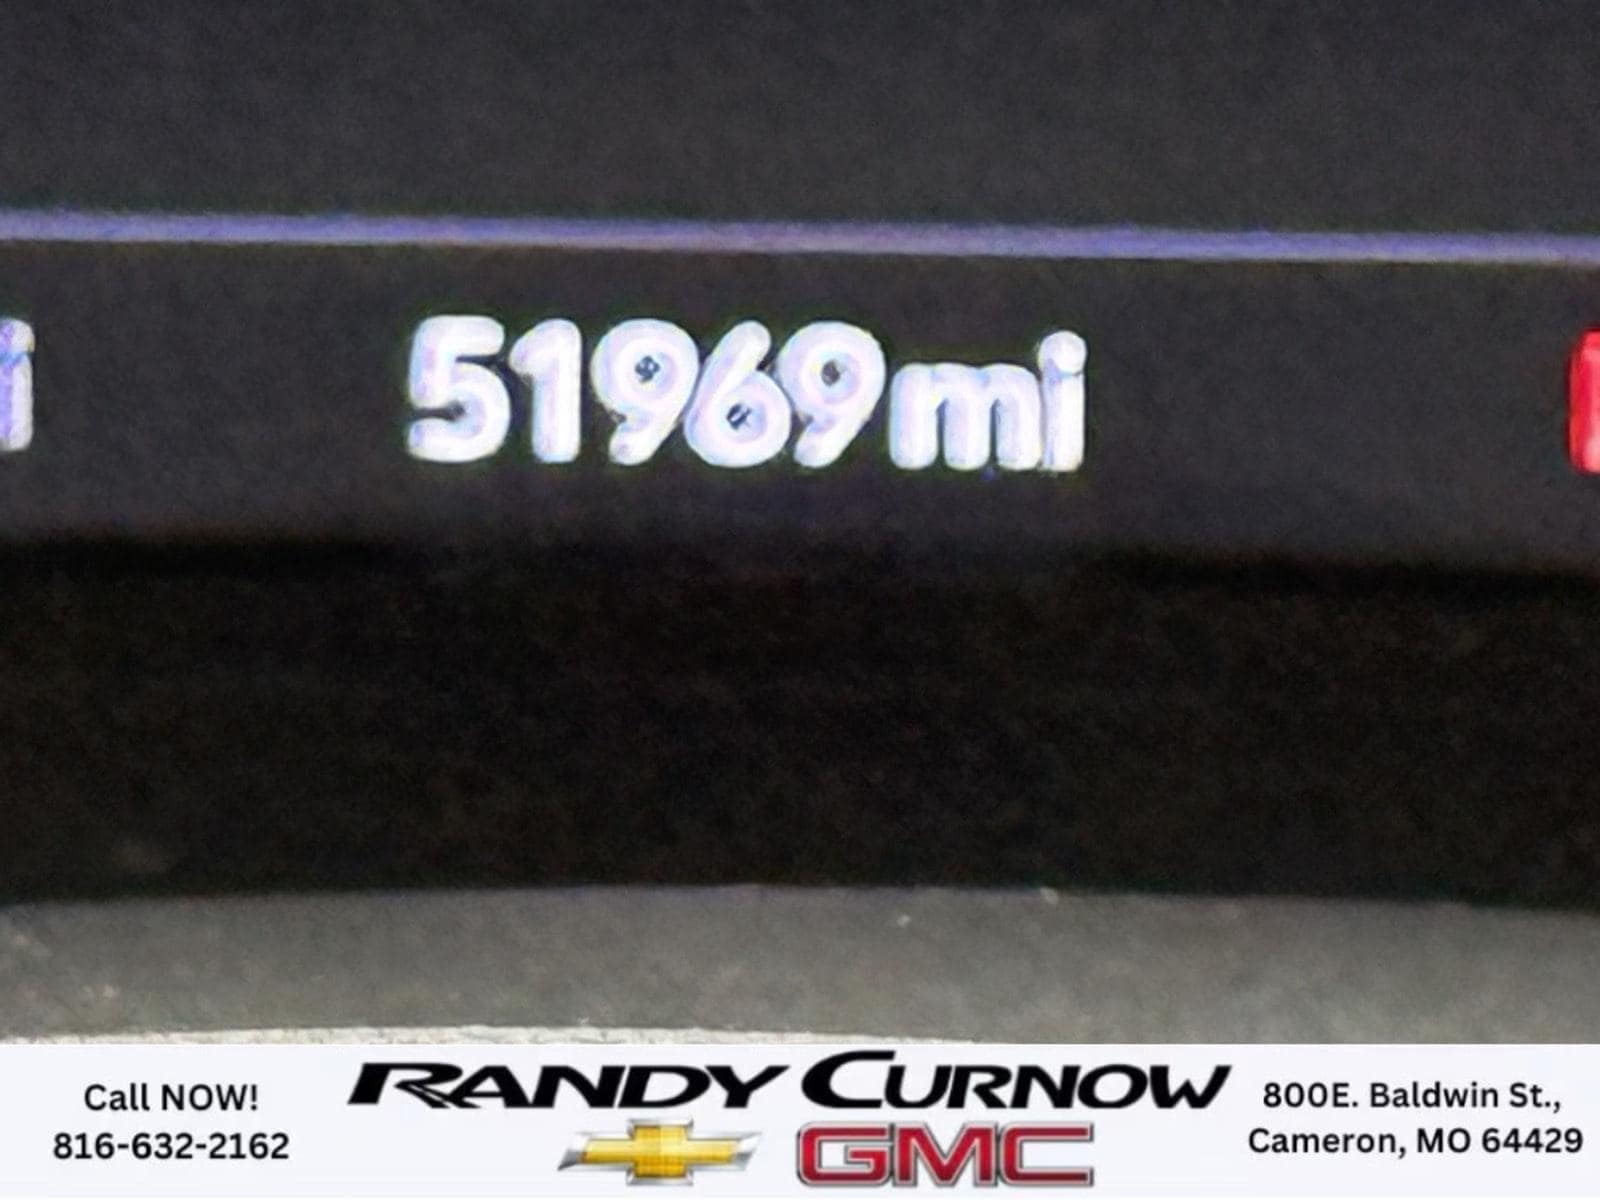 i
51969mi
Call NOW!
816-632-2162
RANDY CURNOW
GMC
800E. Baldwin St.,
Cameron, MO 64429